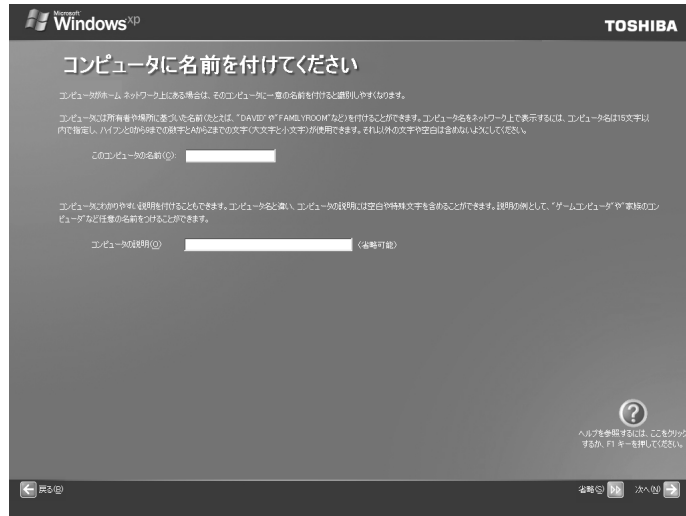 Microsoft
Windows xp
TOSHIBA
コンピュータに名前を付けてください
コンピュータがホーム ネットワーク上にある場合は、そのコンピュータに一意の名前を付けると識別しやすくなります。
コンピュータには所有者や場所に基づいた名前(たとえば、"DAVID" や "FAMILYROOM" など)を付けることができます。コンピュータ名をネットワーク上で表示するには、コンピュータ名は15文字以
内で指定し、ハイフンと0から9までの数字とAからZまでの文字(大文字と小文字)が使用できます。それ以外の文字や空白は含めないようにしてください。
このコンピュータの名前(C):
コンピュータにわかりやすい説明を付けることもできます。コンピュータ名と違い、コンピュータの説明には空白や特殊文字を含めることができます。説明の例として、"ゲームコンピュータ"や"家族のコン
ピュータ"など任意の名前をつけることができます。
コンピュータの説明(O)
(省略可能)
?
ヘルプを参照するには、ここをクリック
するか、F1 キーを押してください。
戻る(B)
省略(S)
次へ(N)